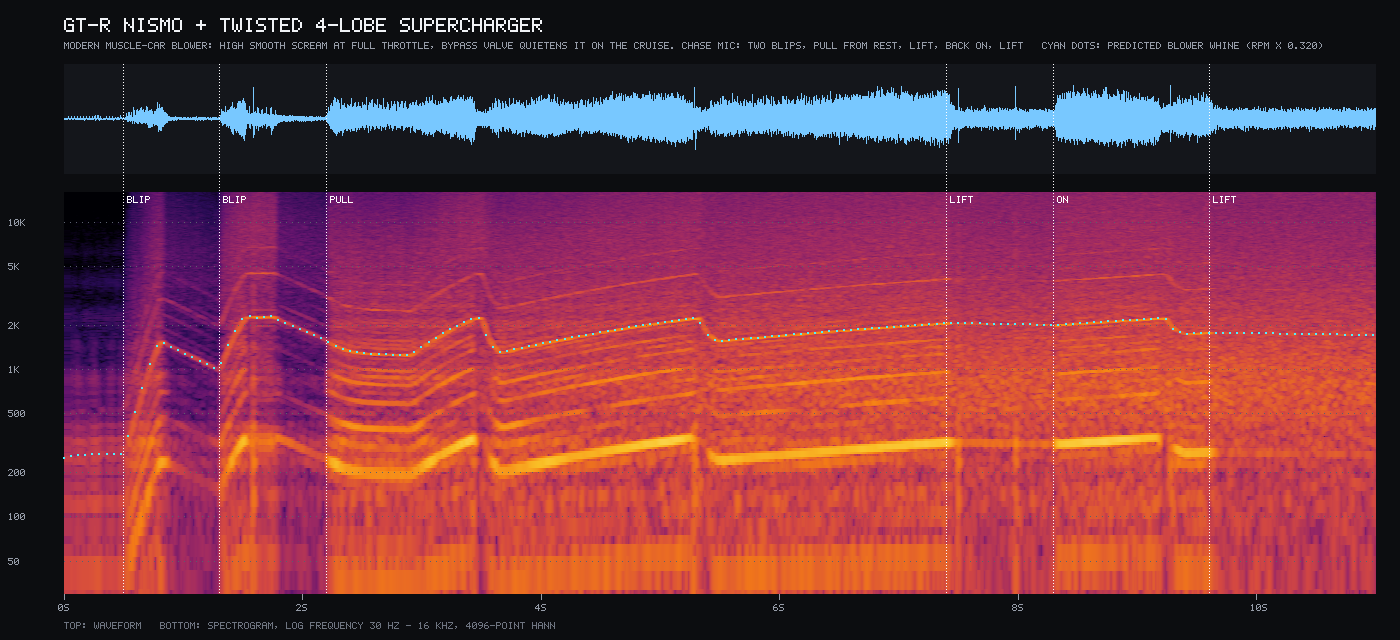 GT-R NISMO + TWISTED 4-LOBE SUPERCHARGER
MODERN MUSCLE-CAR BLOWER: HIGH SMOOTH SCREAM AT FULL THROTTLE, BYPASS VALVE QUIETENS IT ON THE CRUISE. CHASE MIC: TWO BLIPS, PULL FROM REST, LIFT, BACK ON, LIFT   CYAN DOTS: PREDICTED BLOWER WHINE (RPM X 0.320)
BLIP BLIP PULL LIFT ON LIFT
10K
5K
2K
1K
500
200
100
50
0S 2S 4S 6S 8S 10S
TOP: WAVEFORM   BOTTOM: SPECTROGRAM, LOG FREQUENCY 30 HZ - 16 KHZ, 4096-POINT HANN